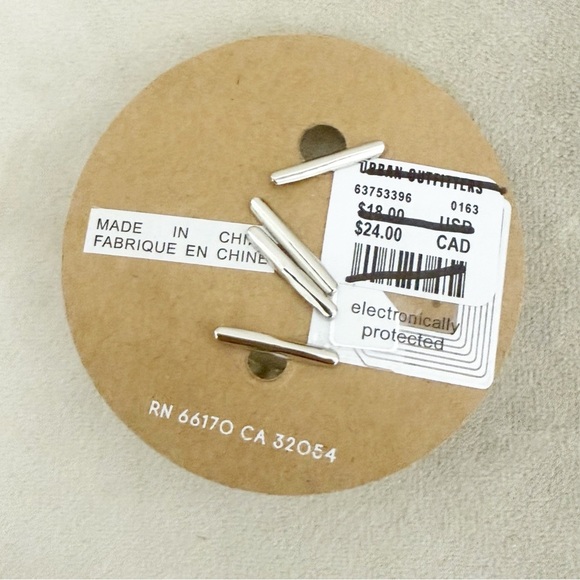 URBAN OUTFITTERS
63753396 0163
$18.00 USD
$24.00 CAD
MADE IN CHINA
FABRIQUE EN CHINE
electronically
protected
RN 66170 CA 32054